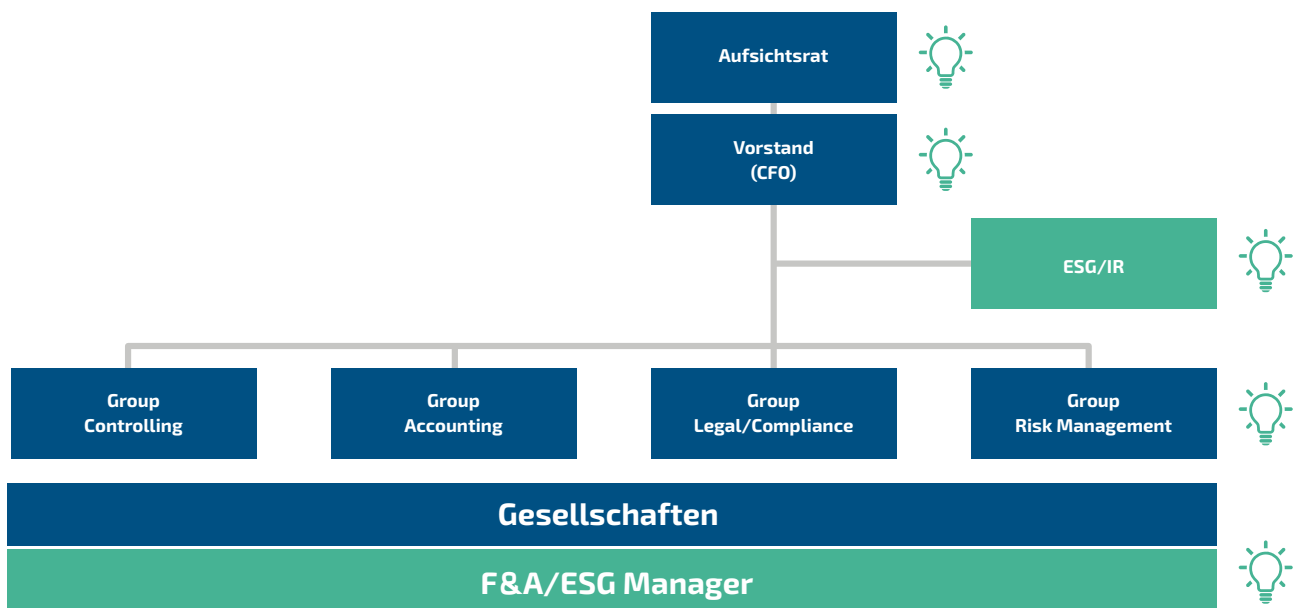 Aufsichtsrat
Vorstand
(CFO)
ESG/IR
Group
Controlling
Group
Accounting
Group
Legal/Compliance
Group
Risk Management
Gesellschaften
F&A/ESG Manager